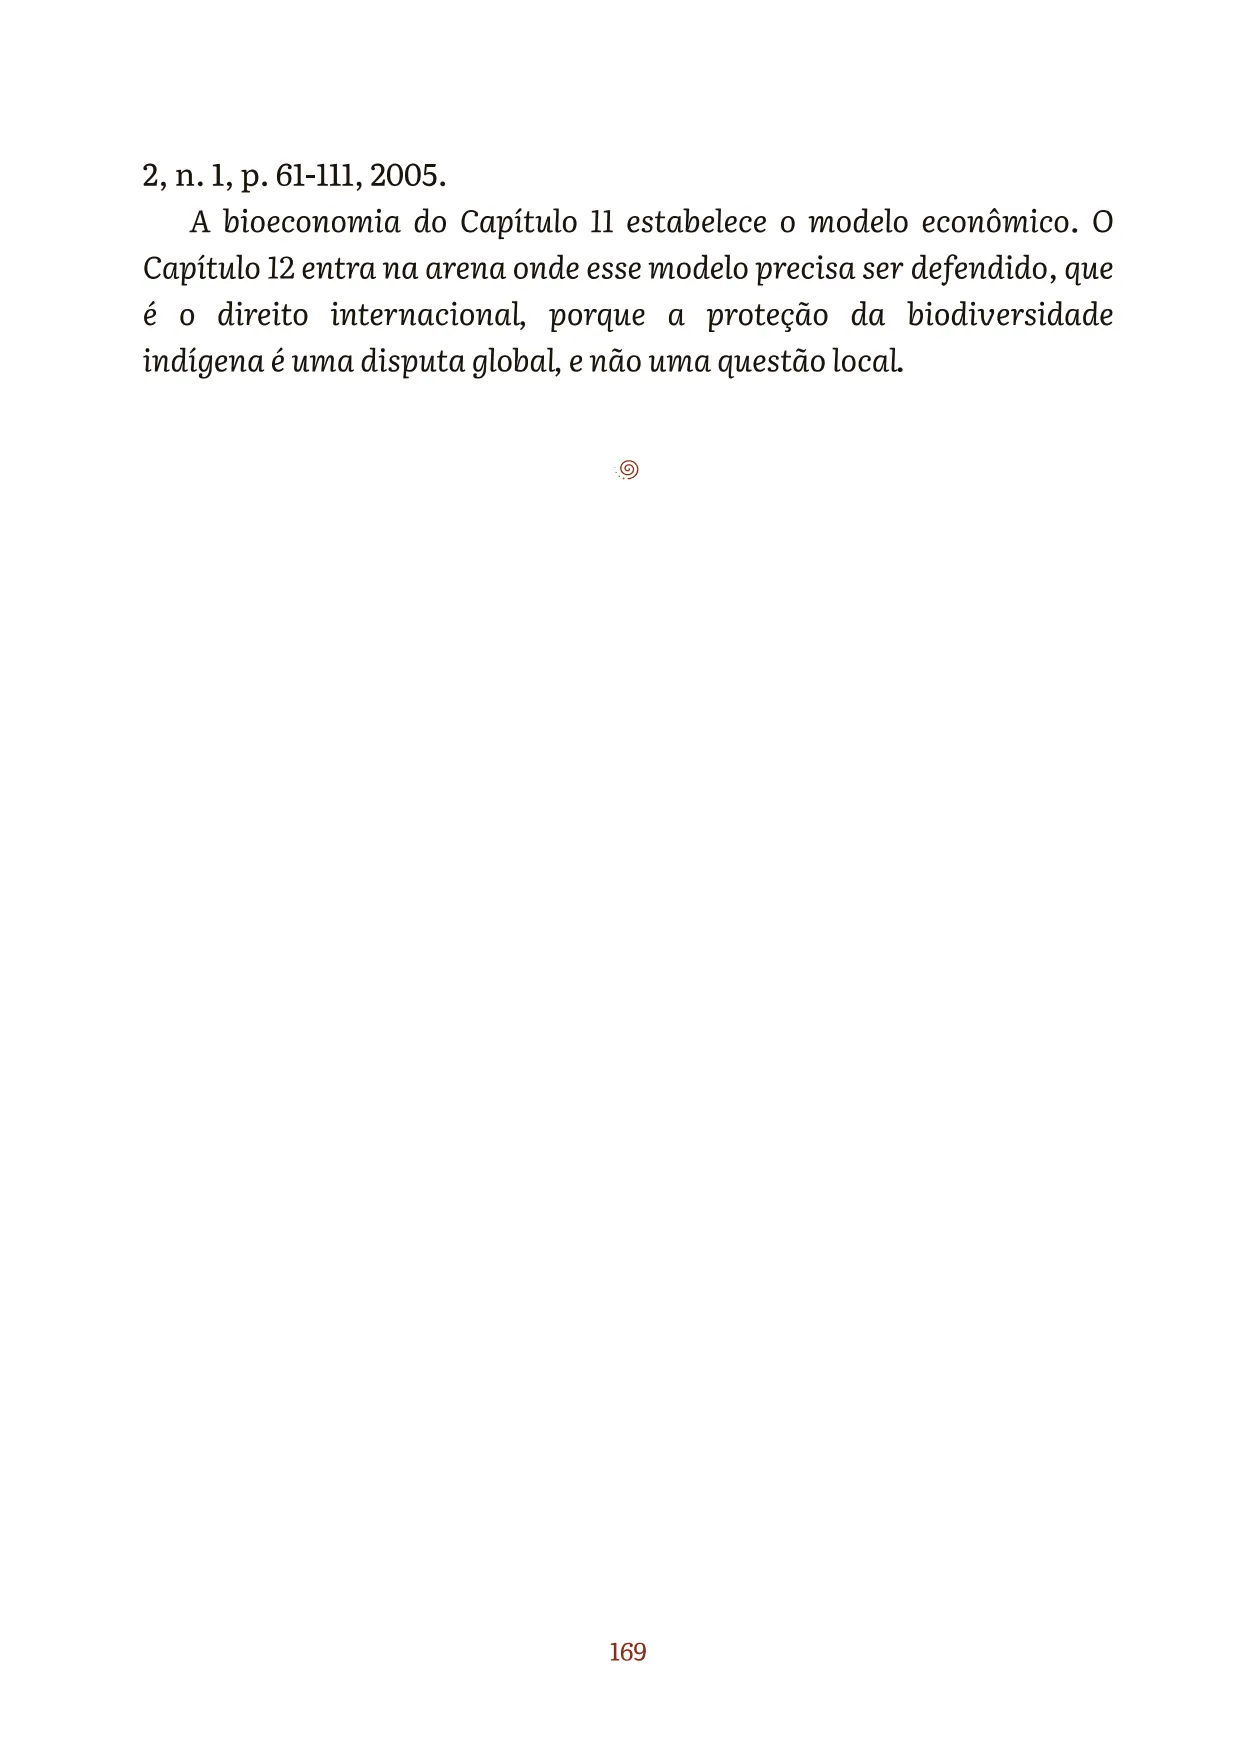 2, n. 1, p. 61-111, 2005.
A bioeconomia do Capítulo 11 estabelece o modelo econômico. O
Capítulo 12 entra na arena onde esse modelo precisa ser defendido, que
é o direito internacional, porque a proteção da biodiversidade
indígena é uma disputa global, e não uma questão local.
169